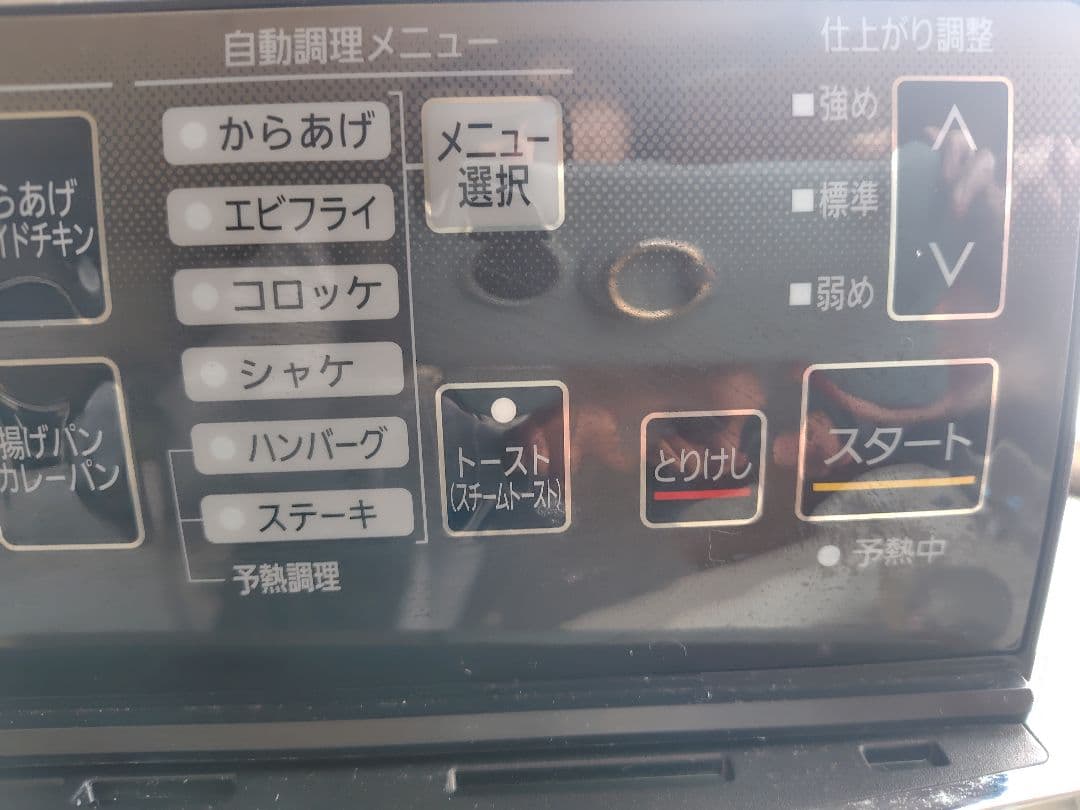 自動調理メニュー
仕上がり調整
らあげ
イドチキン
揚げパン
カレーパン
からあげ
エビフライ
コロッケ
シャケ
ハンバーグ
ステーキ
予熱調理
メニュー
選択
トースト
(スチームトースト)
とりけし
強め
標準
弱め
スタート
予熱中